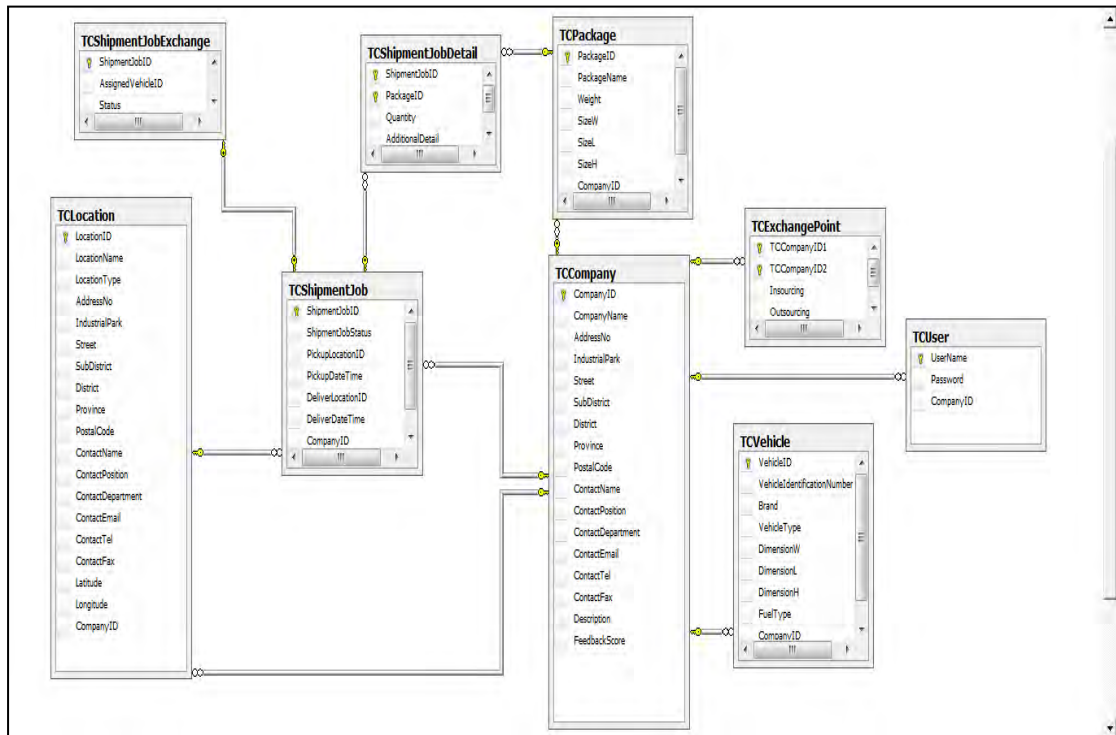 TCShipmentJobExchange
ShipmentJobID
AssignedVehicleID
Status
TCShipmentJobDetail
ShipmentJobID
PackageID
Quantity
AdditionalDetail
TCPackage
PackageID
PackageName
Weight
SizeW
SizeL
SizeH
CompanyID
TCLocation
LocationID
LocationName
LocationType
AddressNo
IndustrialPark
Street
SubDistrict
District
Province
PostalCode
ContactName
ContactPosition
ContactDepartment
ContactEmail
ContactTel
ContactFax
Latitude
Longitude
CompanyID
TCShipmentJob
ShipmentJobID
ShipmentJobStatus
PickupLocationID
PickupDateTime
DeliverLocationID
DeliverDateTime
CompanyID
TCCompany
CompanyID
CompanyName
AddressNo
IndustrialPark
Street
SubDistrict
District
Province
PostalCode
ContactName
ContactPosition
ContactDepartment
ContactEmail
ContactTel
ContactFax
Description
FeedbackScore
TCExchangePoint
TCCompanyID1
TCCompanyID2
Insourcing
Outsourcing
TCUser
UserName
Password
CompanyID
TCVehicle
VehicleID
VehicleIdentificationNumber
Brand
VehicleType
DimensionW
DimensionL
DimensionH
FuelType
CompanyID